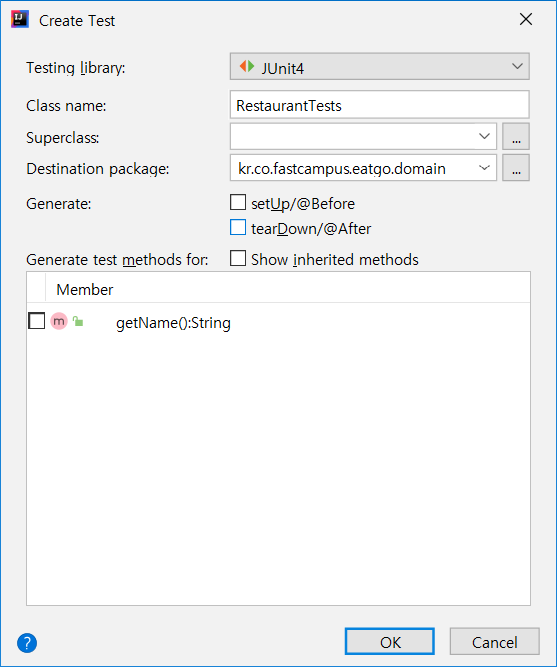 Create Test
Testing library: JUnit4
Class name: RestaurantTests
Superclass: ...
Destination package: kr.co.fastcampus.eatgo.domain ...
Generate: setUp/@Before
tearDown/@After
Generate test methods for: Show inherited methods
Member
m getName():String
? OK Cancel